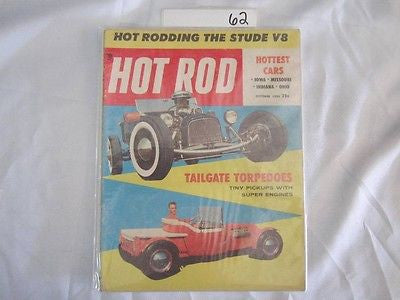 62
HOT RODDING THE STUDE V8
HOT ROD
HOTTEST
CARS
• IOWA • MISSOURI
• INDIANA • OHIO
25c
TAILGATE TORPEDOES
TINY PICKUPS WITH
SUPER ENGINES